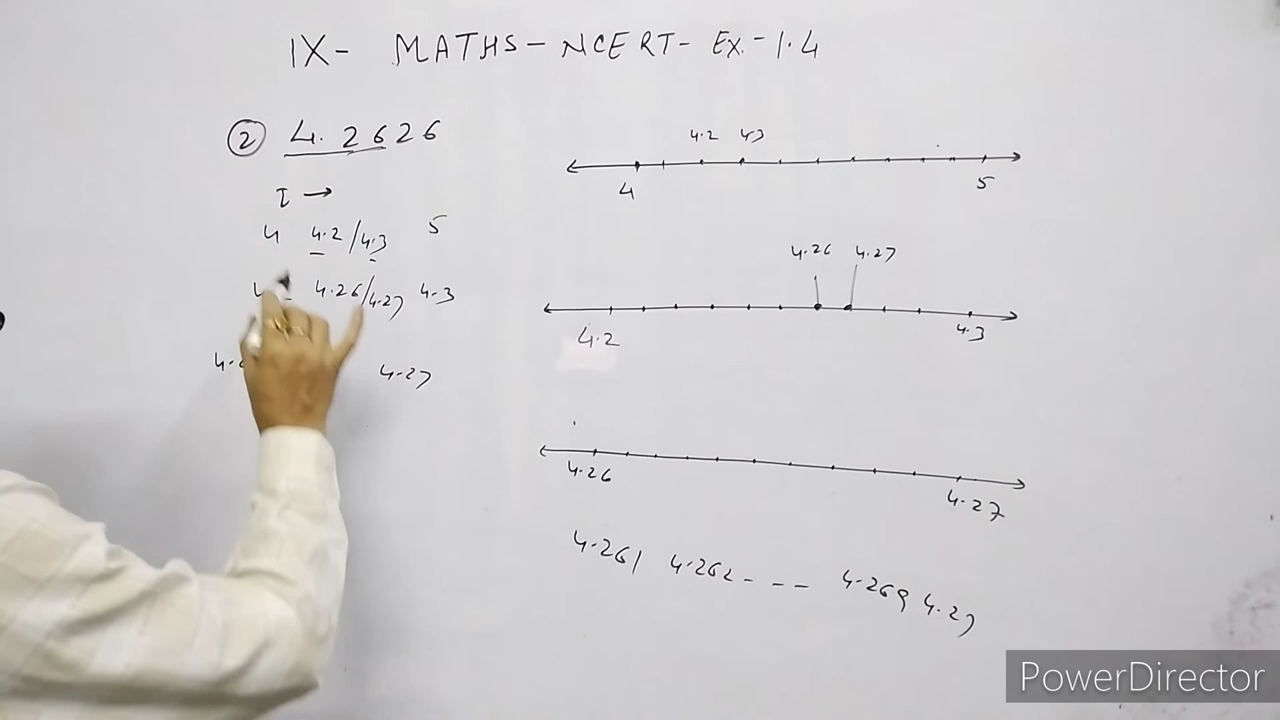 IX- MATHS - NCERT- Ex.-1.4
② 4.2626
I →
4 4.2/4.3 5
4.26/4.27 4.3
4.27
4.2 4.3
4 5
4.26 4.27
4.2 4.3
4.26 4.27
4.261 4.262 - - - 4.269 4.27
PowerDirector